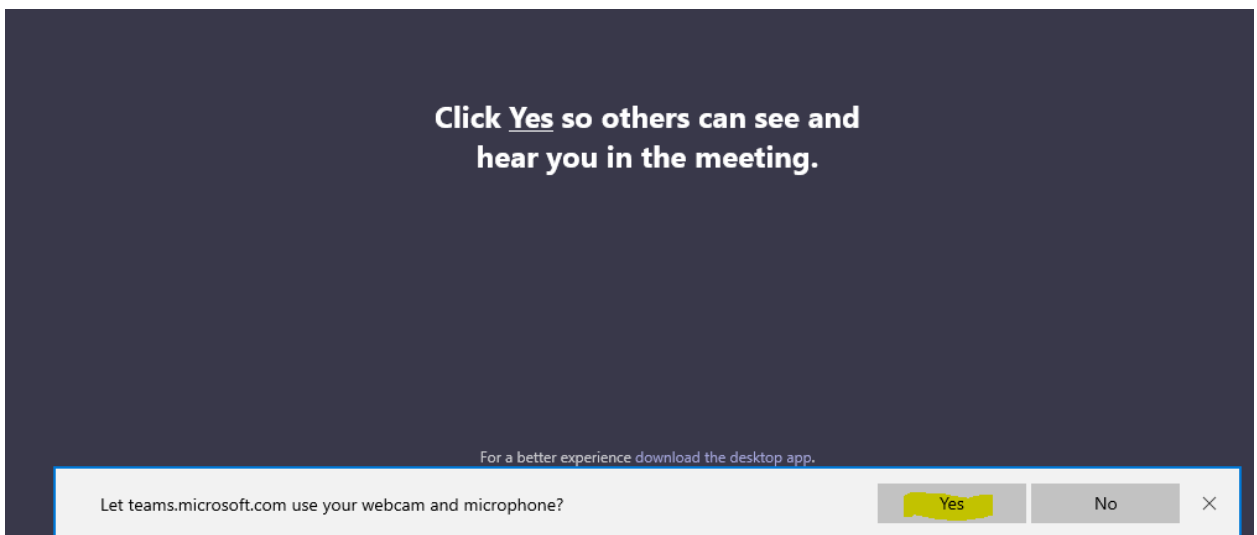 Click Yes so others can see and
hear you in the meeting.
For a better experience download the desktop app.
Let teams.microsoft.com use your webcam and microphone?
Yes
No